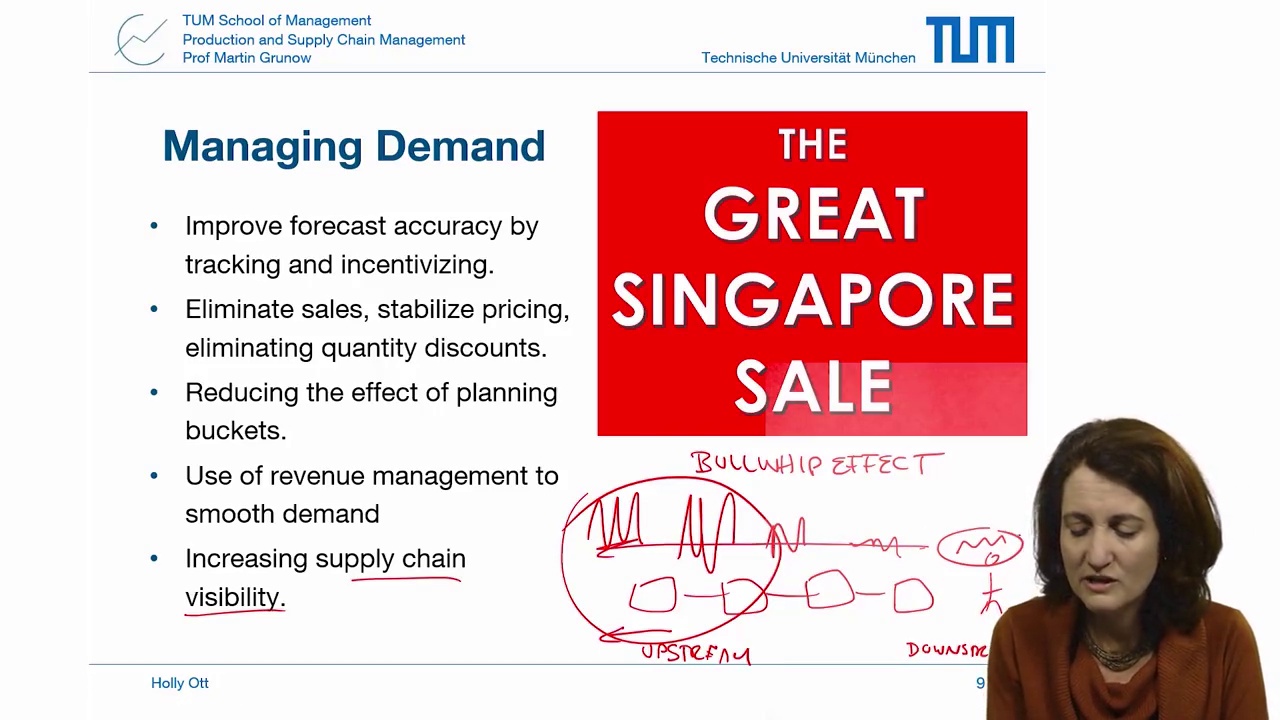 TUM School of Management
Production and Supply Chain Management
Prof Martin Grunow
Technische Universität München
TUM
Managing Demand
• Improve forecast accuracy by
tracking and incentivizing.
• Eliminate sales, stabilize pricing,
eliminating quantity discounts.
• Reducing the effect of planning
buckets.
• Use of revenue management to
smooth demand
• Increasing supply chain
visibility.
THE
GREAT
SINGAPORE
SALE
BULLWHIP EFFECT
UPSTREAM
Holly Ott
9